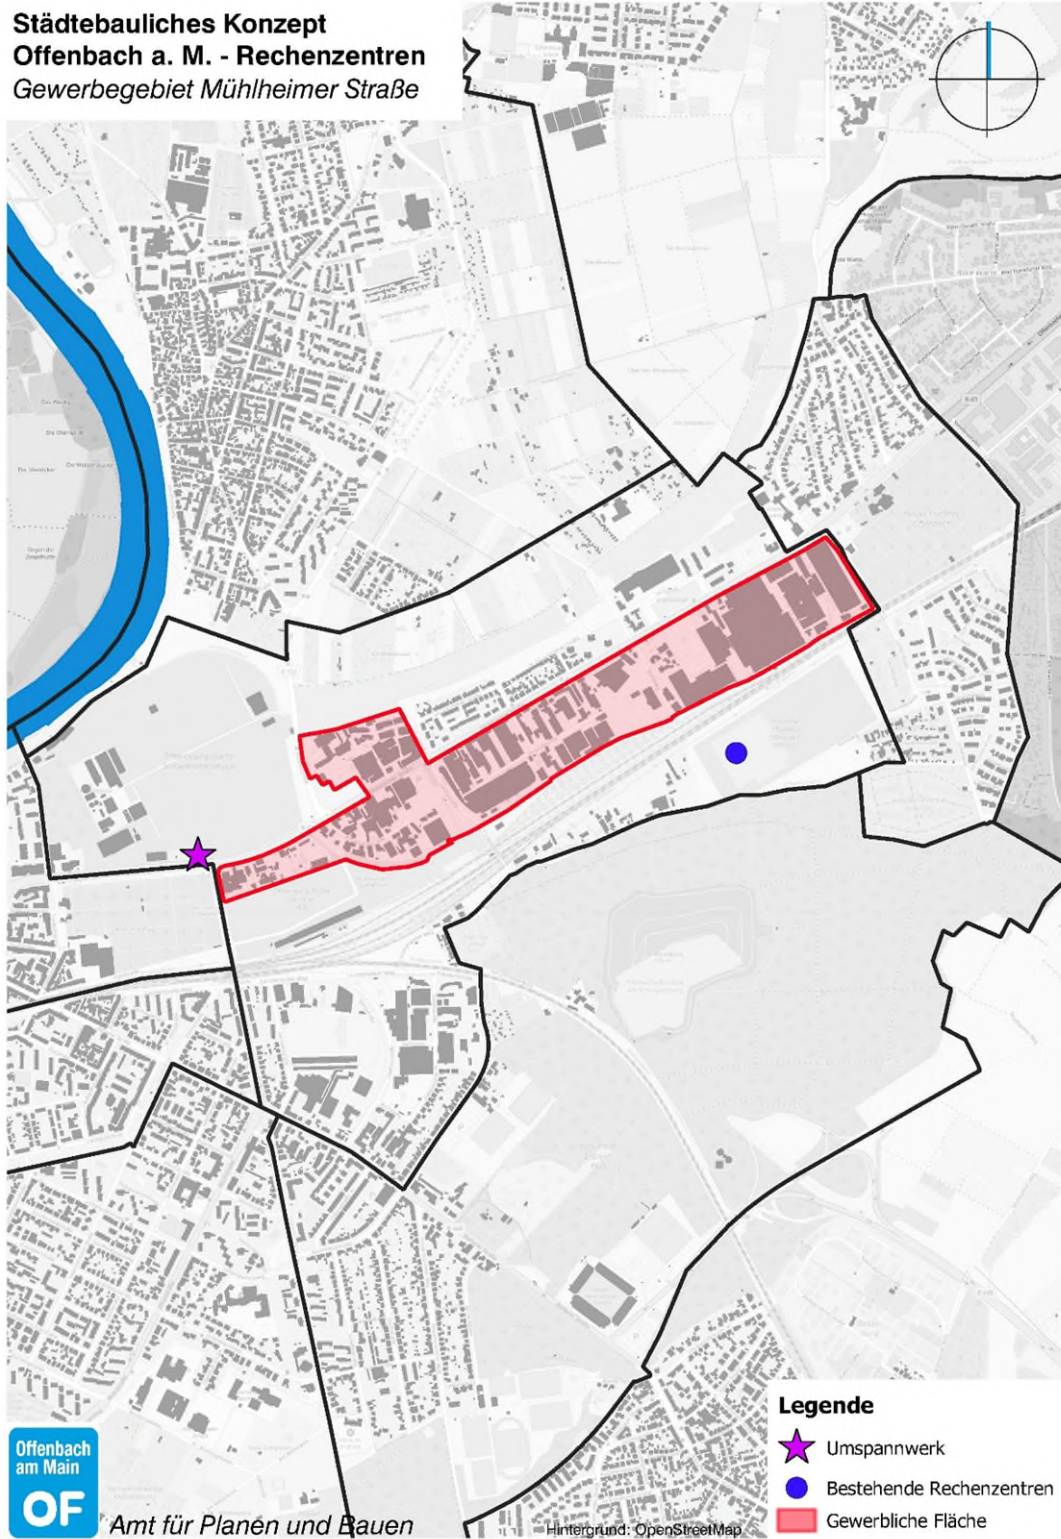 Städtebauliches Konzept
Offenbach a. M. - Rechenzentren
Gewerbegebiet Mühlheimer Straße
Legende
Umspannwerk
Bestehende Rechenzentren
Gewerbliche Fläche
Offenbach
am Main
OF
Amt für Planen und Bauen
Hintergrund: OpenStreetMap